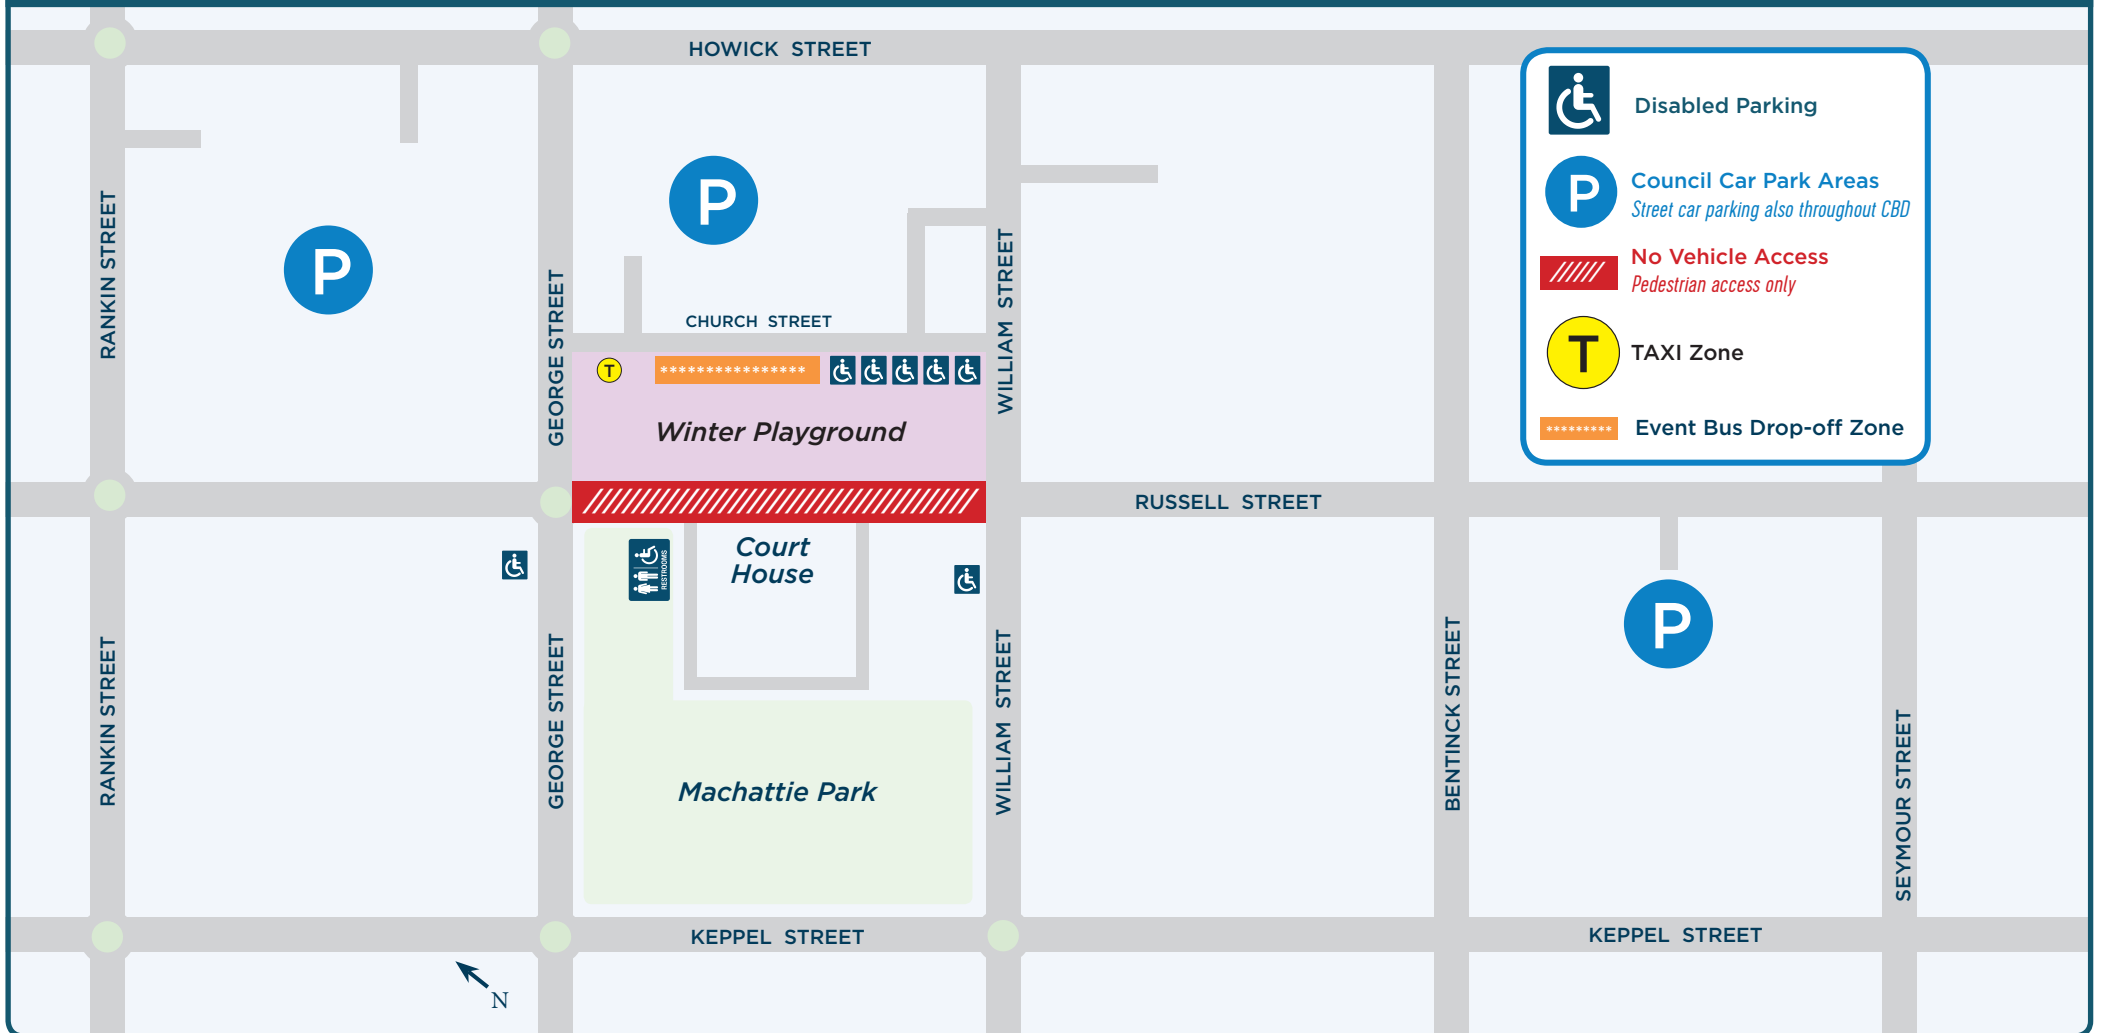 HOWICK STREET
Disabled Parking
P
Council Car Park Areas
Street car parking also throughout CBD
P
RANKIN STREET
P
GEORGE STREET
WILLIAM STREET
No Vehicle Access
Pedestrian access only
CHURCH STREET
T
TAXI Zone
T
****************
Winter Playground
*********
Event Bus Drop-off Zone
RUSSELL STREET
Court
House
RESTROOMS
P
RANKIN STREET
GEORGE STREET
WILLIAM STREET
BENTINCK STREET
SEYMOUR STREET
Machattie Park
KEPPEL STREET
KEPPEL STREET
N